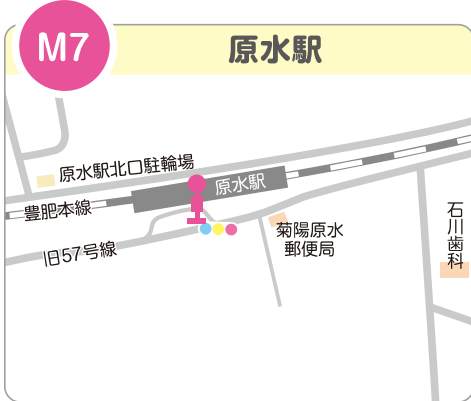 M7
原水駅
原水駅北口駐輪場
原水駅
豊肥本線
旧57号線
菊陽原水
郵便局
石川歯科